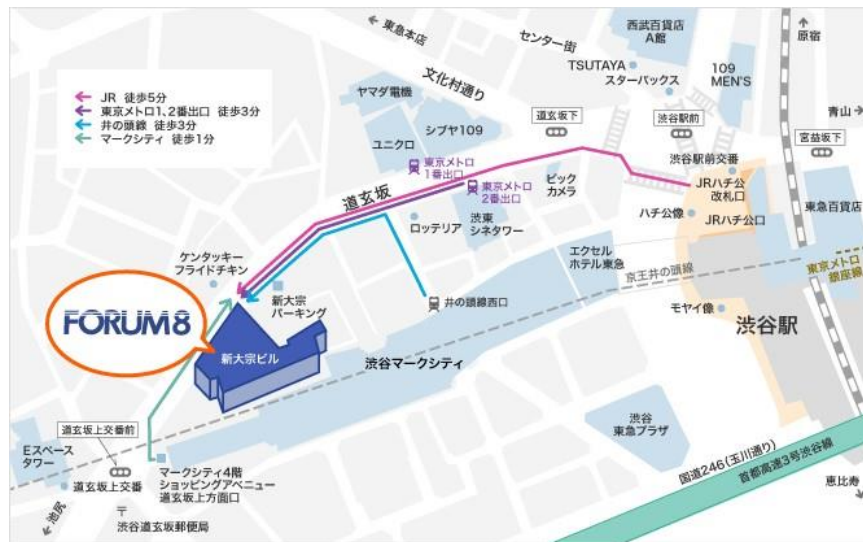 JR 徒歩5分
東京メトロ1、2番出口 徒歩3分
井の頭線 徒歩3分
マークシティ 徒歩1分
東急本店
センター街
西武百貨店
A館
TSUTAYA
スターバックス
109
MEN'S
原宿
青山
文化村通り
ヤマダ電機
シブヤ109
ユニクロ
道玄坂下
渋谷駅前
宮益坂下
渋谷駅前交番
東京メトロ
1番出口
東京メトロ
2番出口
ビック
カメラ
JRハチ公
改札口
道玄坂
ハチ公像
JRハチ公口
東急百貨店
ロッテリア
渋東
シネタワー
ケンタッキー
フライドチキン
エクセル
ホテル東急
京王井の頭線
東京メトロ
銀座線
新大宗
パーキング
井の頭線西口
モヤイ像
渋谷駅
FORUM8
新大宗ビル
渋谷マークシティ
道玄坂上交番前
渋谷
東急プラザ
Eスペース
タワー
道玄坂上交番
マークシティ4階
ショッピングアベニュー
道玄坂上方面口
国道246(玉川通り)
首都高速3号渋谷線
恵比寿
池尻
〒
渋谷道玄坂郵便局